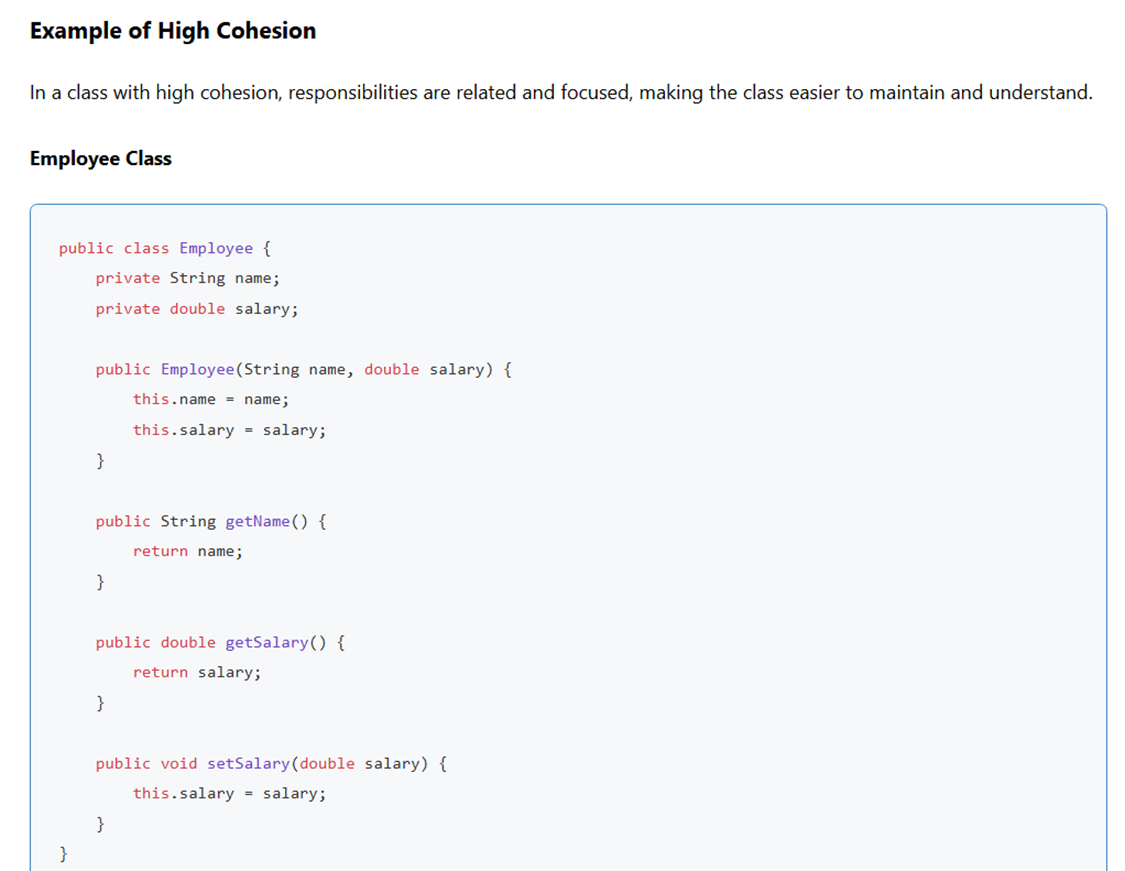 Example of High Cohesion
In a class with high cohesion, responsibilities are related and focused, making the class easier to maintain and understand.
Employee Class
public class Employee {
    private String name;
    private double salary;

    public Employee(String name, double salary) {
        this.name = name;
        this.salary = salary;
    }

    public String getName() {
        return name;
    }

    public double getSalary() {
        return salary;
    }

    public void setSalary(double salary) {
        this.salary = salary;
    }
}